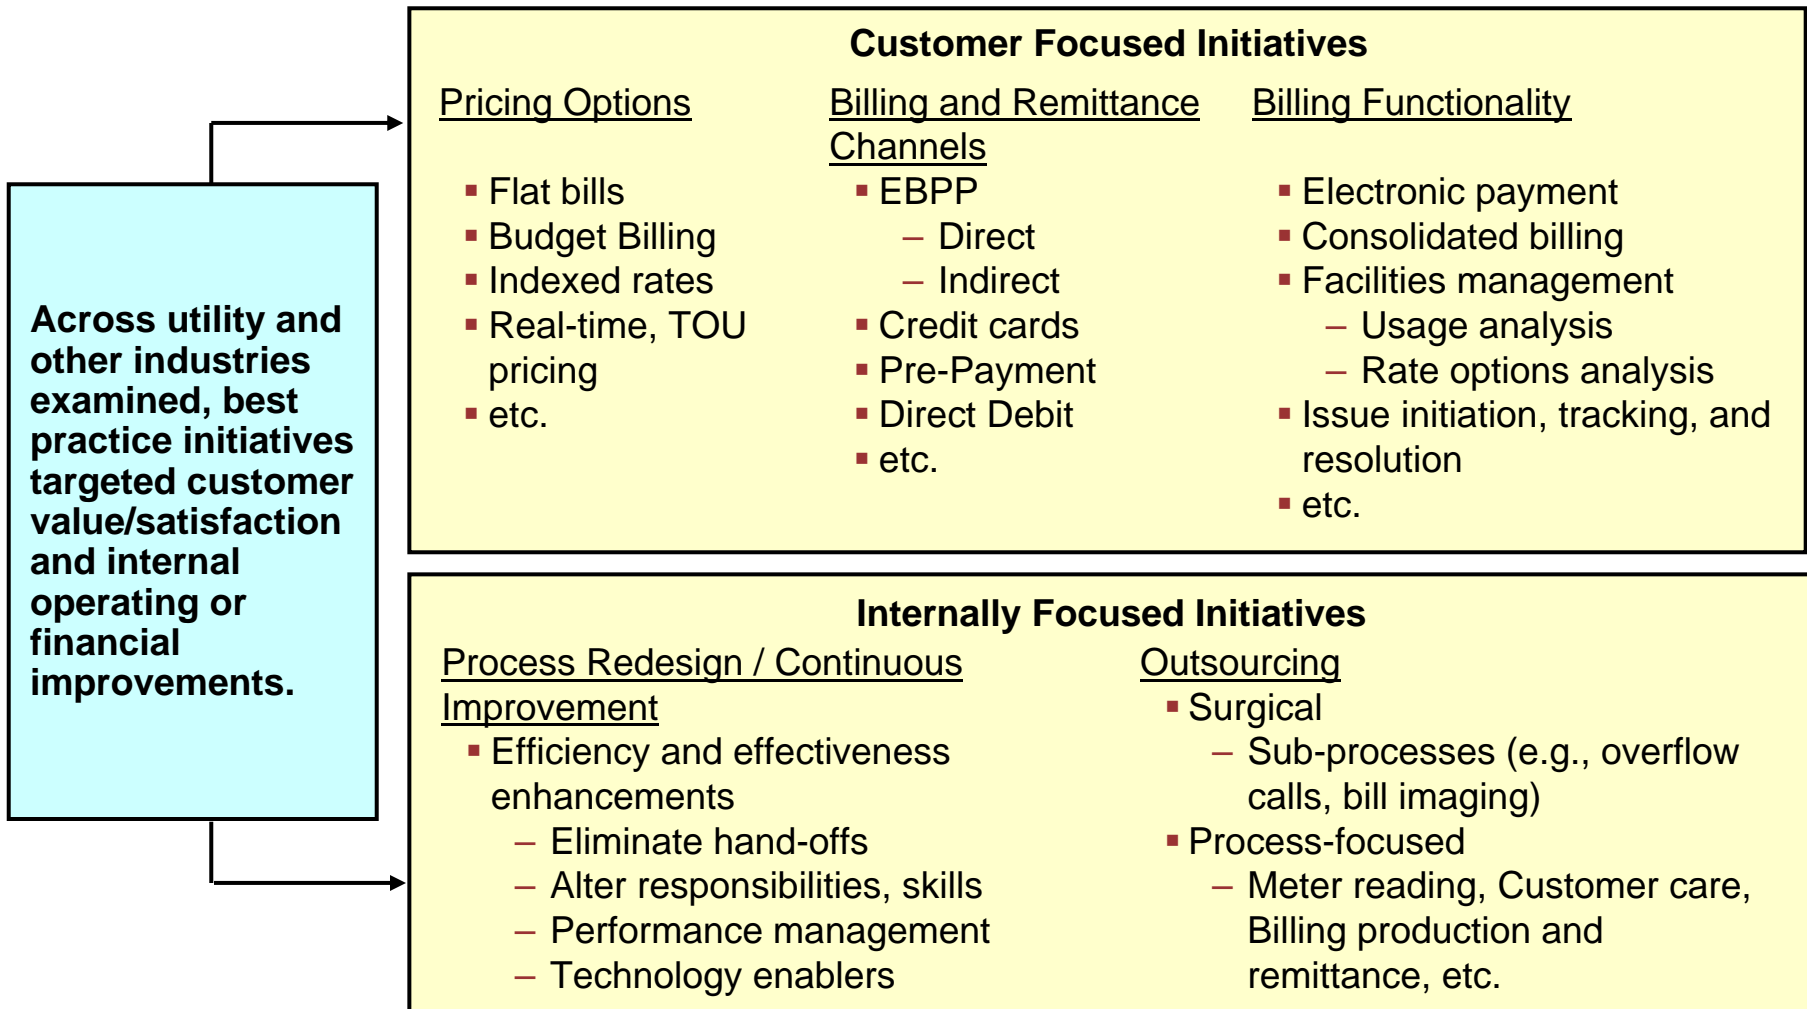 Across utility and
other industries
examined, best
practice initiatives
targeted customer
value/satisfaction
and internal
operating or
financial
improvements.
Customer Focused Initiatives
Pricing Options
▪ Flat bills
▪ Budget Billing
▪ Indexed rates
▪ Real-time, TOU
pricing
▪ etc.
Billing and Remittance
Channels
▪ EBPP
– Direct
– Indirect
▪ Credit cards
▪ Pre-Payment
▪ Direct Debit
▪ etc.
Billing Functionality
▪ Electronic payment
▪ Consolidated billing
▪ Facilities management
– Usage analysis
– Rate options analysis
▪ Issue initiation, tracking, and
resolution
▪ etc.
Internally Focused Initiatives
Process Redesign / Continuous
Improvement
▪ Efficiency and effectiveness
enhancements
– Eliminate hand-offs
– Alter responsibilities, skills
– Performance management
– Technology enablers
Outsourcing
▪ Surgical
– Sub-processes (e.g., overflow
calls, bill imaging)
▪ Process-focused
– Meter reading, Customer care,
Billing production and
remittance, etc.